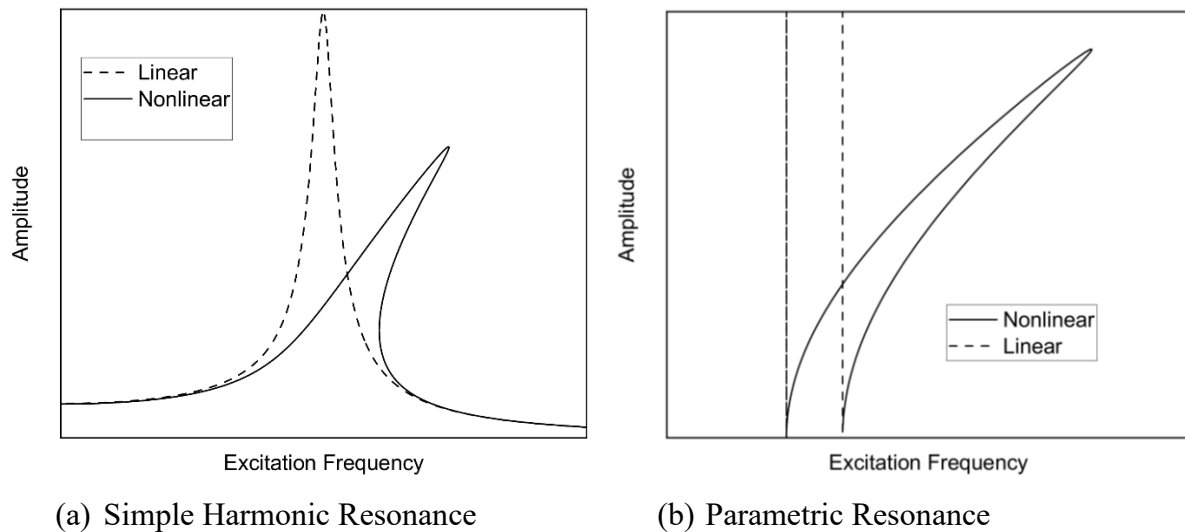 Linear
Nonlinear
Amplitude
Excitation Frequency
(a) Simple Harmonic Resonance
Amplitude
Nonlinear
Linear
Excitation Frequency
(b) Parametric Resonance